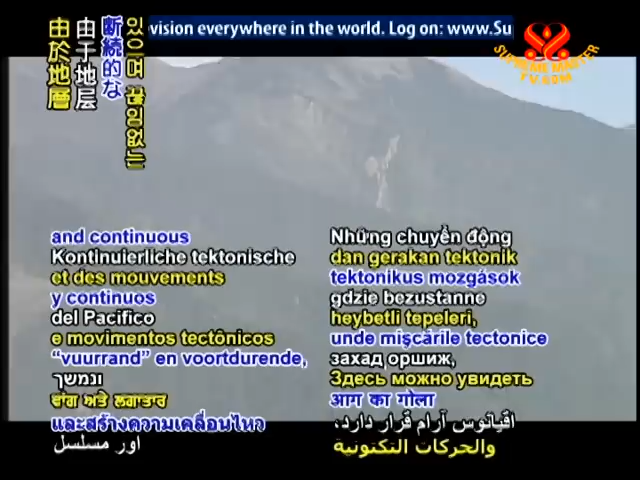 vision everywhere in the world. Log on: www.Su
SUPREME MASTER
TV.COM
由於地層
由于地层
断続的な
있으며 끊임없는
and continuous
Kontinuierliche tektonische
et des mouvements
y continuos
del Pacifico
e movimentos tectônicos
"vuurrand" en voortdurende,
ונמשך
ਵਾਂਗ ਅਤੇ ਲਗਾਤਾਰ
และสร้างความเคลื่อนไหว
اور مسلسل
Những chuyển động
dan gerakan tektonik
tektonikus mozgások
gdzie bezustanne
heybetli tepeleri,
unde mişcările tectonice
захад оршиж,
Здесь можно увидеть
आग का गोला
اقیانوس آرام قرار دارد،
والحركات التكتونية